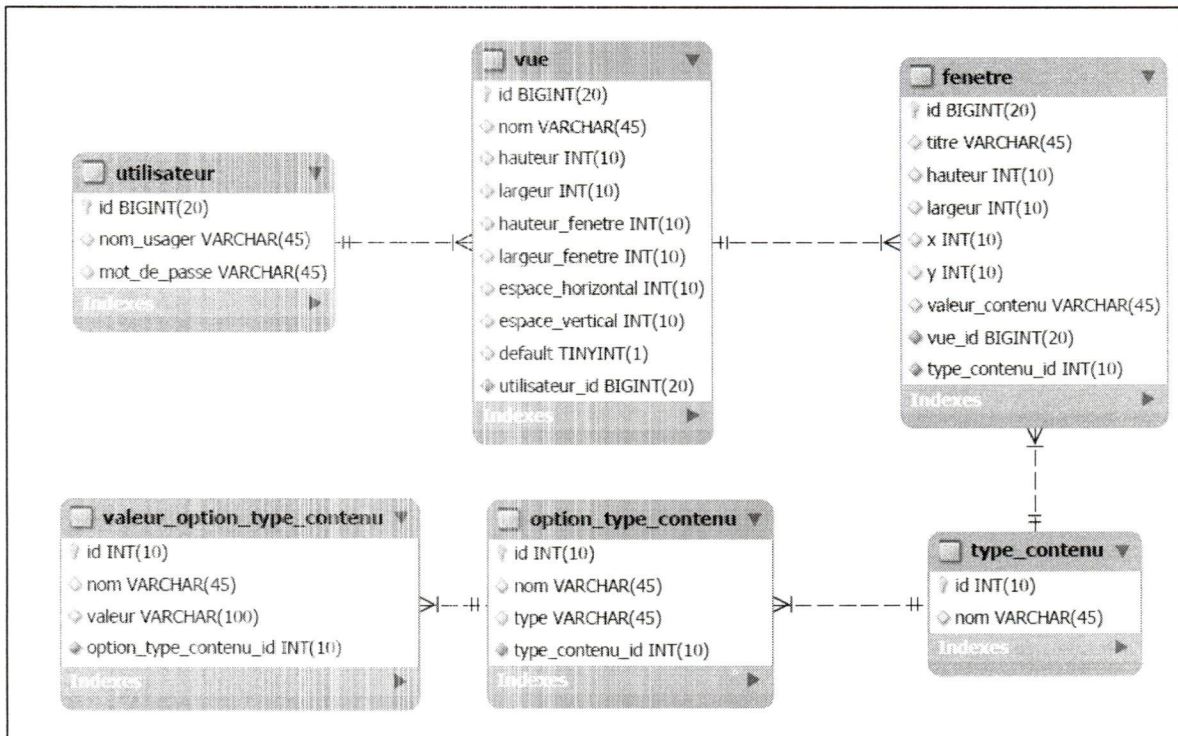 utilisateur
id BIGINT(20)
nom_usager VARCHAR(45)
mot_de_passe VARCHAR(45)
Indexes
vue
id BIGINT(20)
nom VARCHAR(45)
hauteur INT(10)
largeur INT(10)
hauteur_fenetre INT(10)
largeur_fenetre INT(10)
espace_horizontal INT(10)
espace_vertical INT(10)
default TINYINT(1)
utilisateur_id BIGINT(20)
Indexes
fenetre
id BIGINT(20)
titre VARCHAR(45)
hauteur INT(10)
largeur INT(10)
x INT(10)
y INT(10)
valeur_contenu VARCHAR(45)
vue_id BIGINT(20)
type_contenu_id INT(10)
Indexes
valeur_option_type_contenu
id INT(10)
nom VARCHAR(45)
valeur VARCHAR(100)
option_type_contenu_id INT(10)
Indexes
option_type_contenu
id INT(10)
nom VARCHAR(45)
type VARCHAR(45)
type_contenu_id INT(10)
Indexes
type_contenu
id INT(10)
nom VARCHAR(45)
Indexes